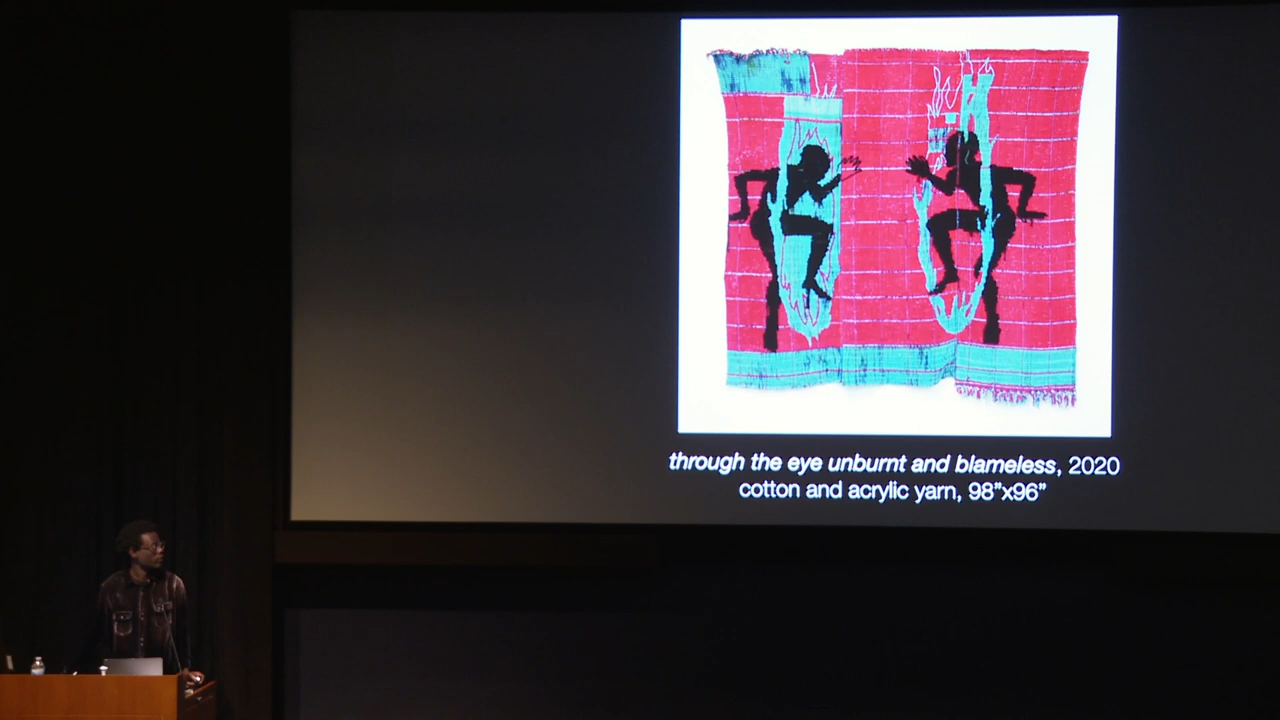 through the eye unburnt and blameless, 2020
cotton and acrylic yarn, 98”x96”